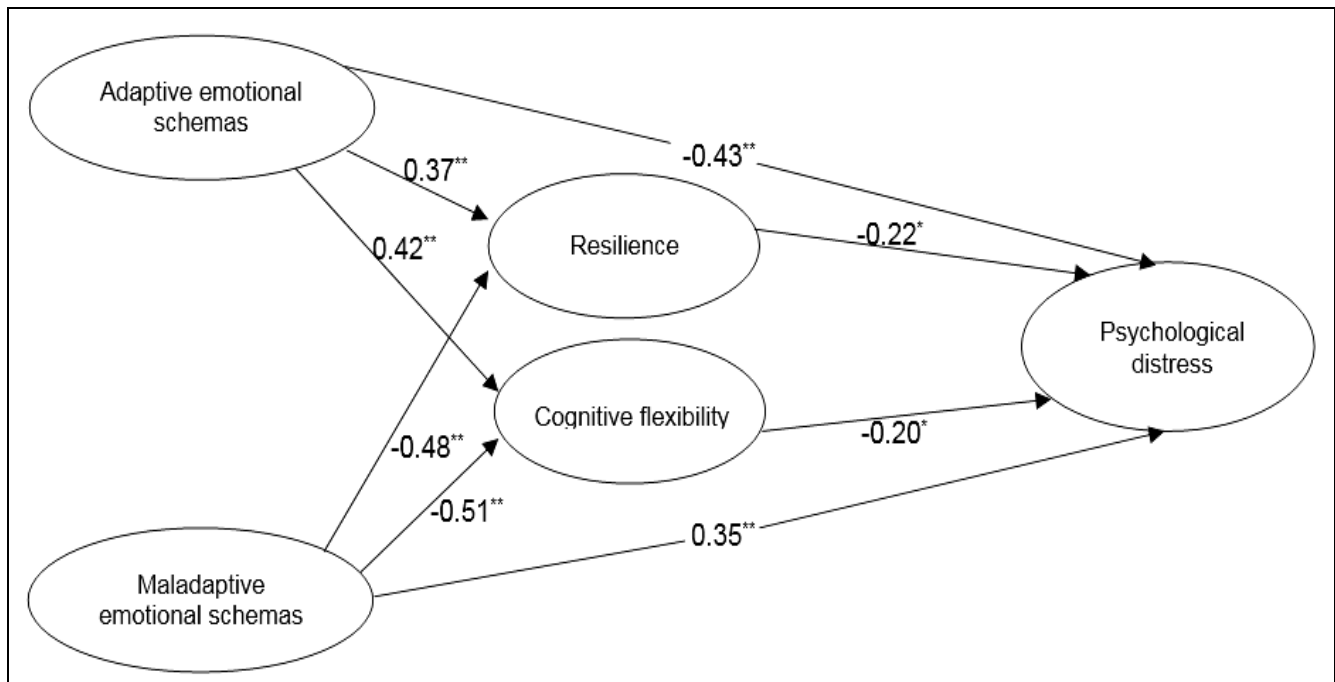 Adaptive emotional
schemas
-0.43**
0.37**
0.42**
Resilience
-0.22*
Psychological
distress
Cognitive flexibility
-0.20*
-0.48**
-0.51**
0.35**
Maladaptive
emotional schemas